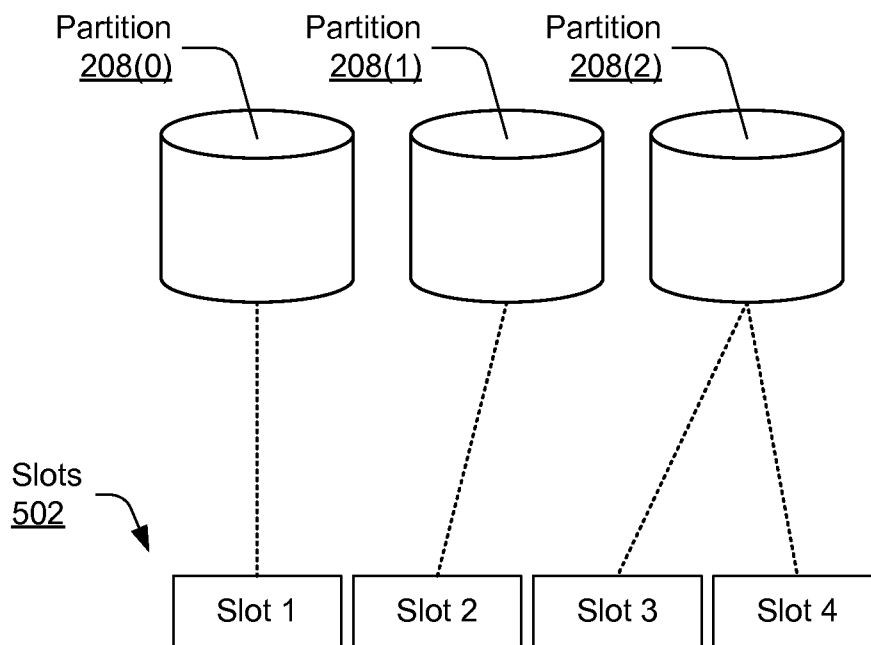 Partition
208(0)
Partition
208(1)
Partition
208(2)
Slots
502
Slot 1
Slot 2
Slot 3
Slot 4